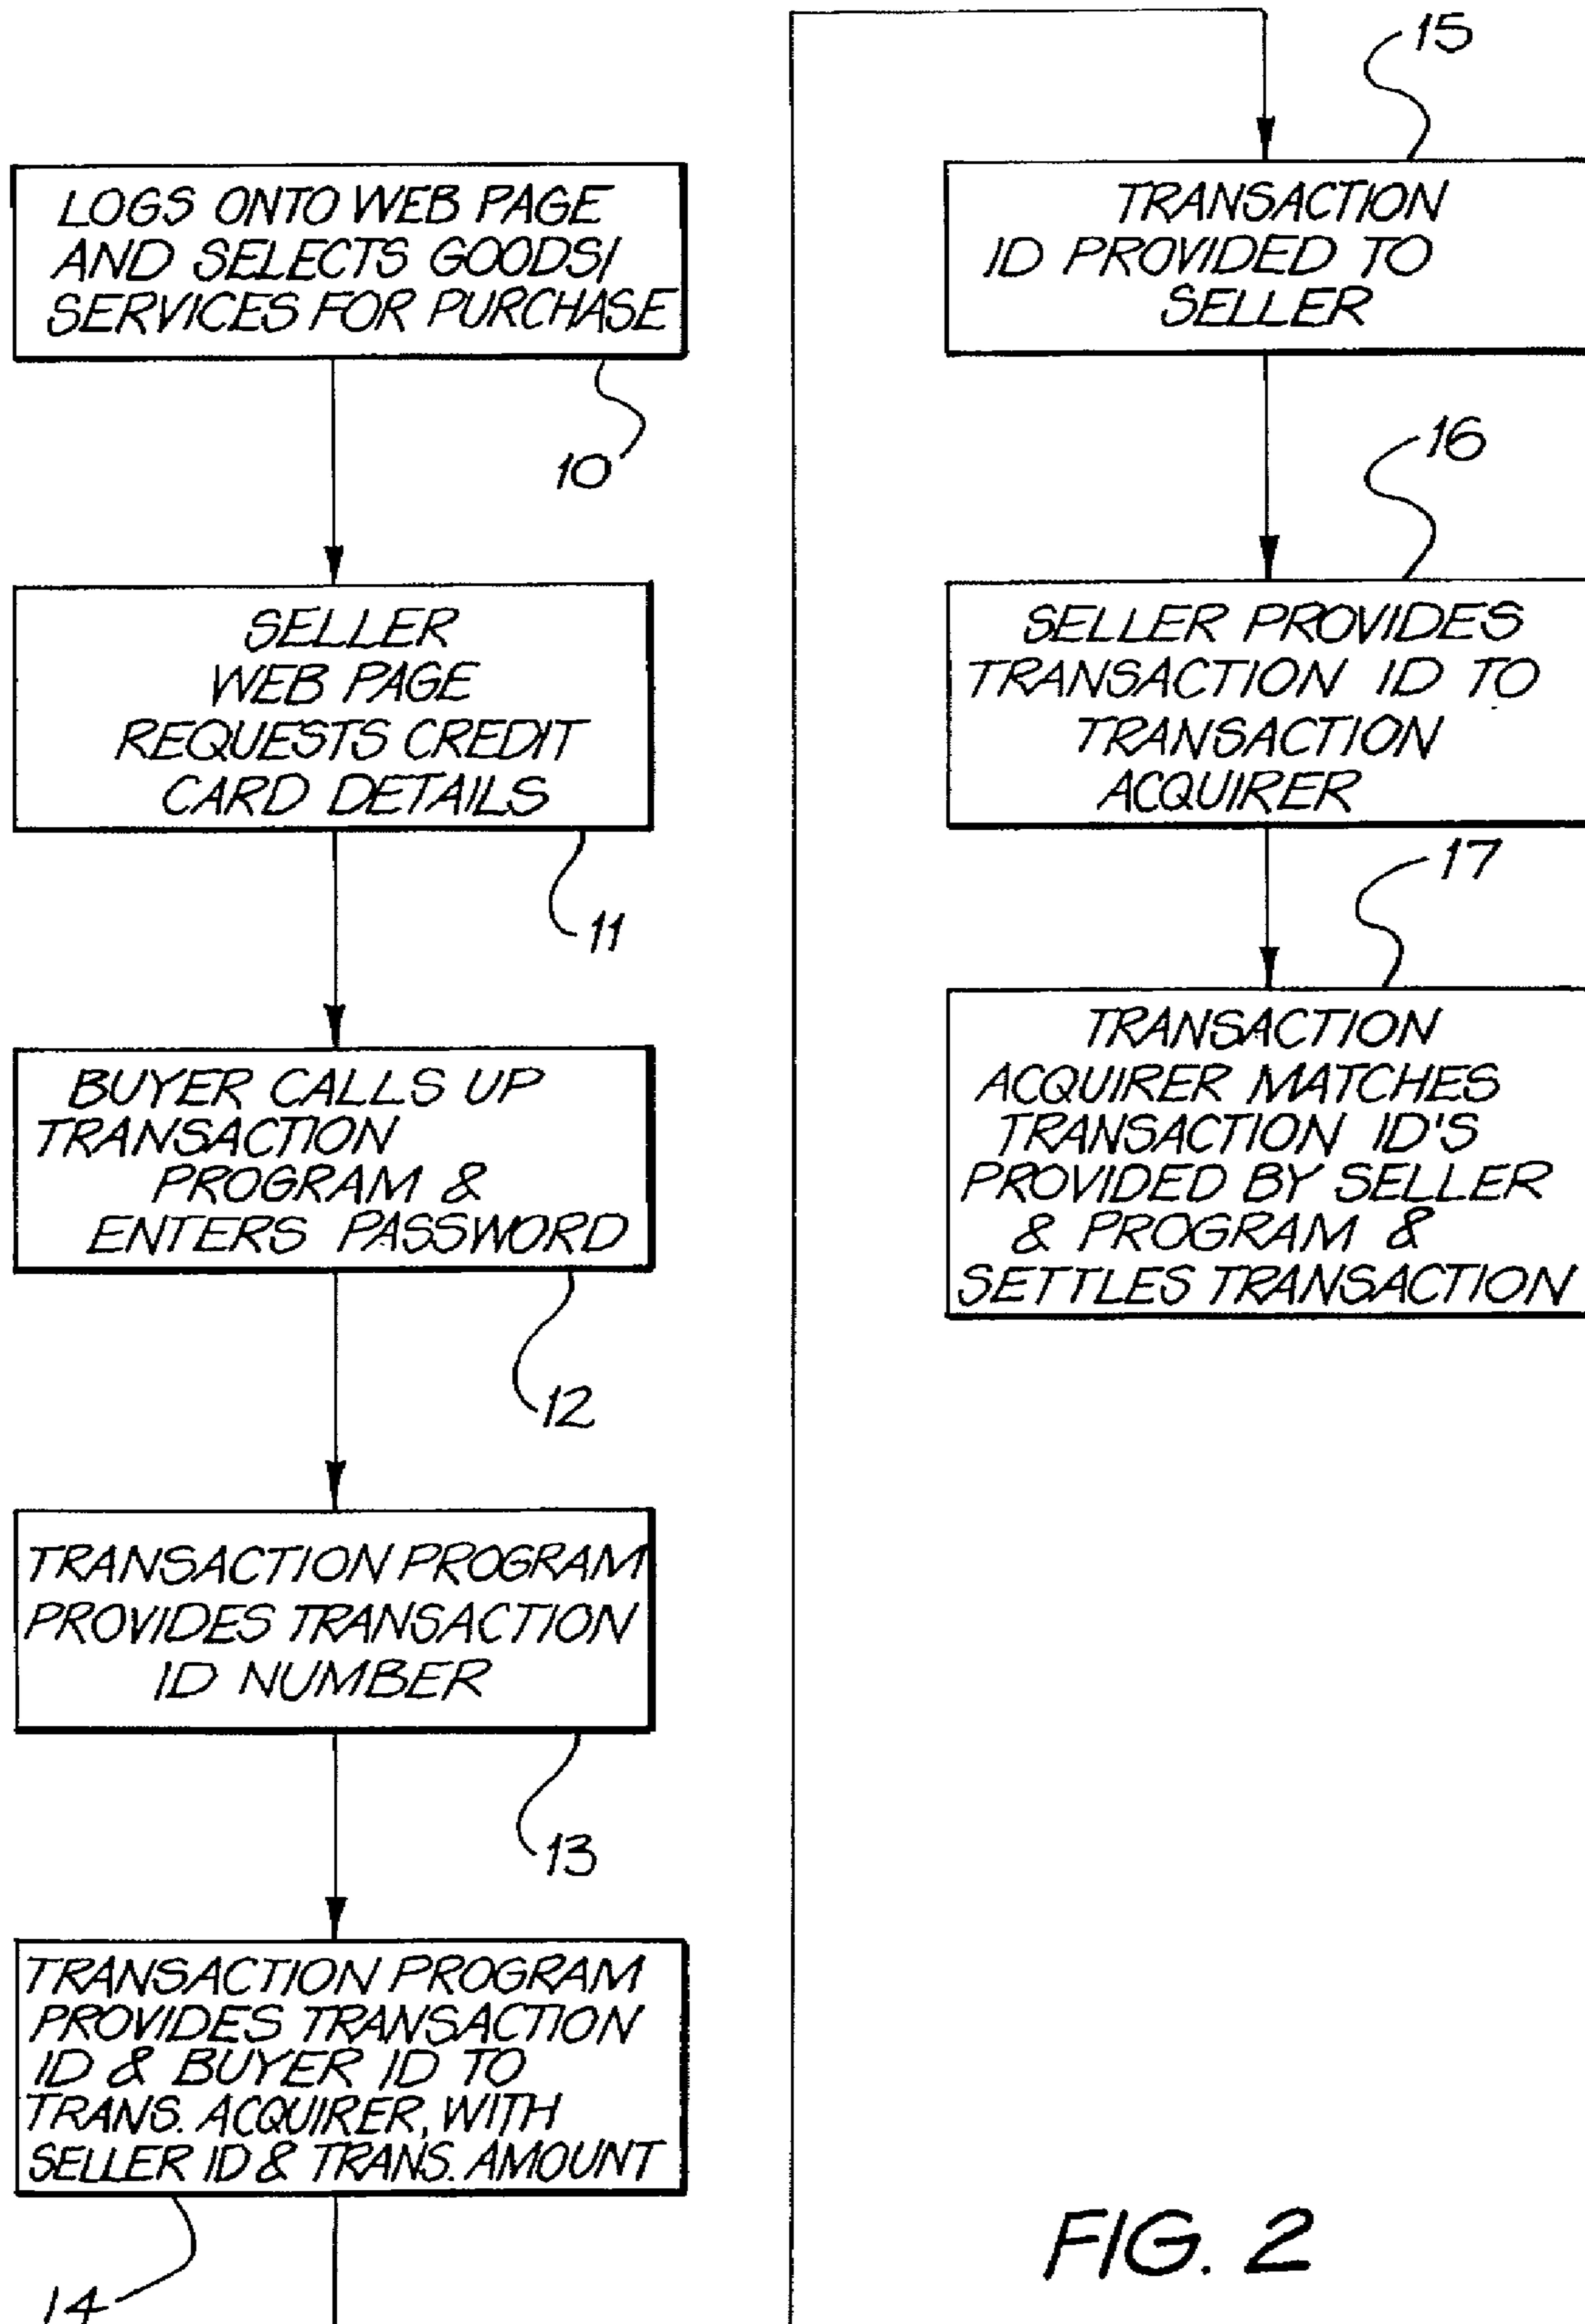 LOGS ONTO WEB PAGE
AND SELECTS GOODS/
SERVICES FOR PURCHASE
10
SELLER
WEB PAGE
REQUESTS CREDIT
CARD DETAILS
11
BUYER CALLS UP
TRANSACTION
PROGRAM &
ENTERS PASSWORD
12
TRANSACTION PROGRAM
PROVIDES TRANSACTION
ID NUMBER
13
TRANSACTION PROGRAM
PROVIDES TRANSACTION
ID & BUYER ID TO
TRANS. ACQUIRER, WITH
SELLER ID & TRANS. AMOUNT
14
15
TRANSACTION
ID PROVIDED TO
SELLER
16
SELLER PROVIDES
TRANSACTION ID TO
TRANSACTION
ACQUIRER
17
TRANSACTION
ACQUIRER MATCHES
TRANSACTION ID'S
PROVIDED BY SELLER
& PROGRAM &
SETTLES TRANSACTION
FIG. 2